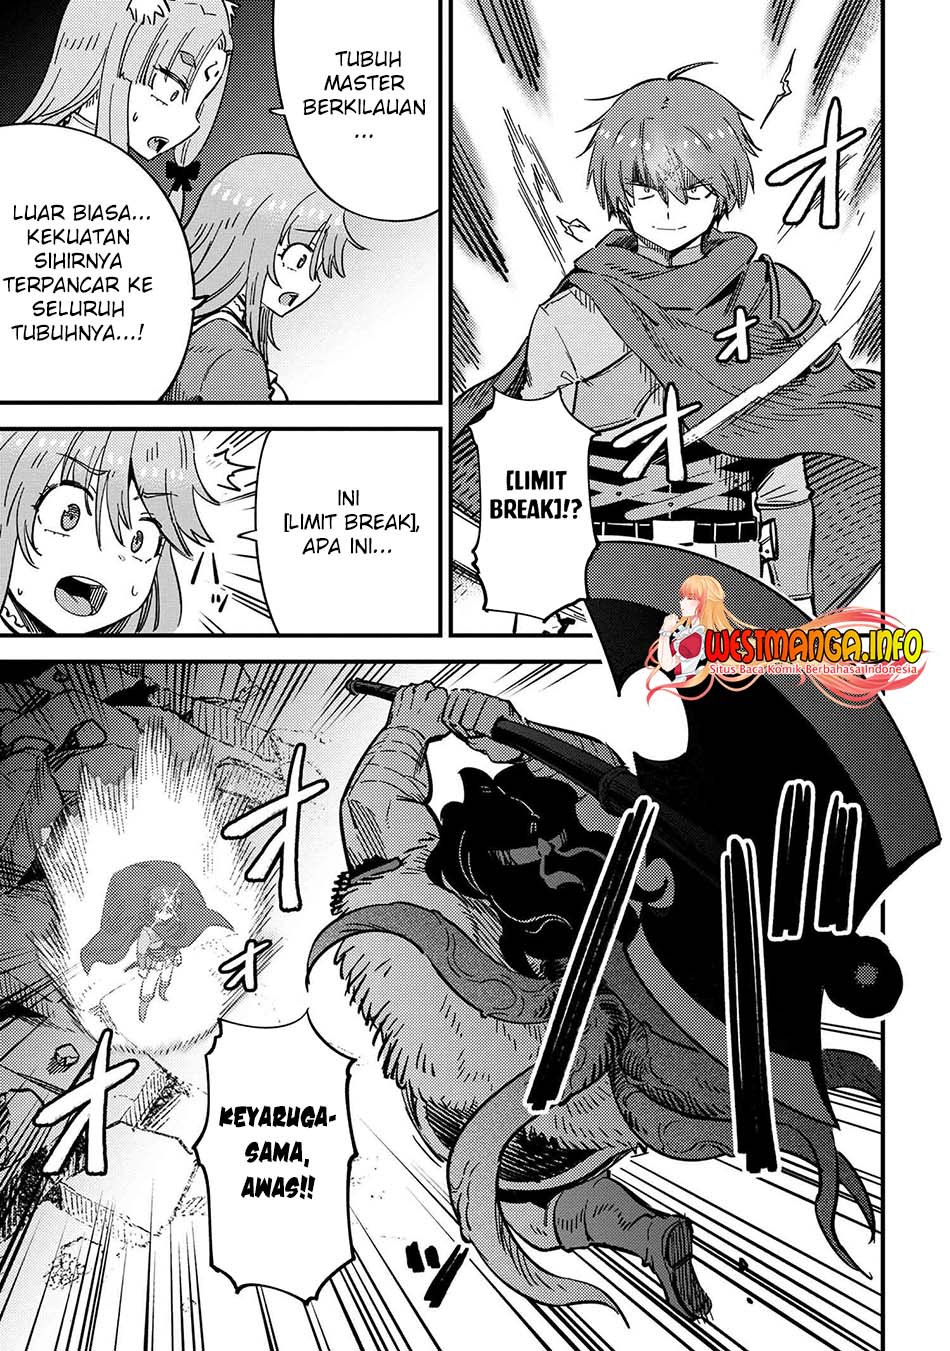 [LIMIT
BREAK]!?
TUBUH
MASTER
BERKILAUAN
...
LUAR BIASA...
KEKUATAN
SIHIRNYA
TERPANCAR KE
SELURUH
TUBUHNYA...!
INI
[LIMIT BREAK],
APA INI...
WESTMANGA.INFO
SITUS BACA KOMIK BERBAHASA INDONESIA
オ
オ
オ
オ
オ
オ
KEYARUGA-
SAMA,
AWAS!!